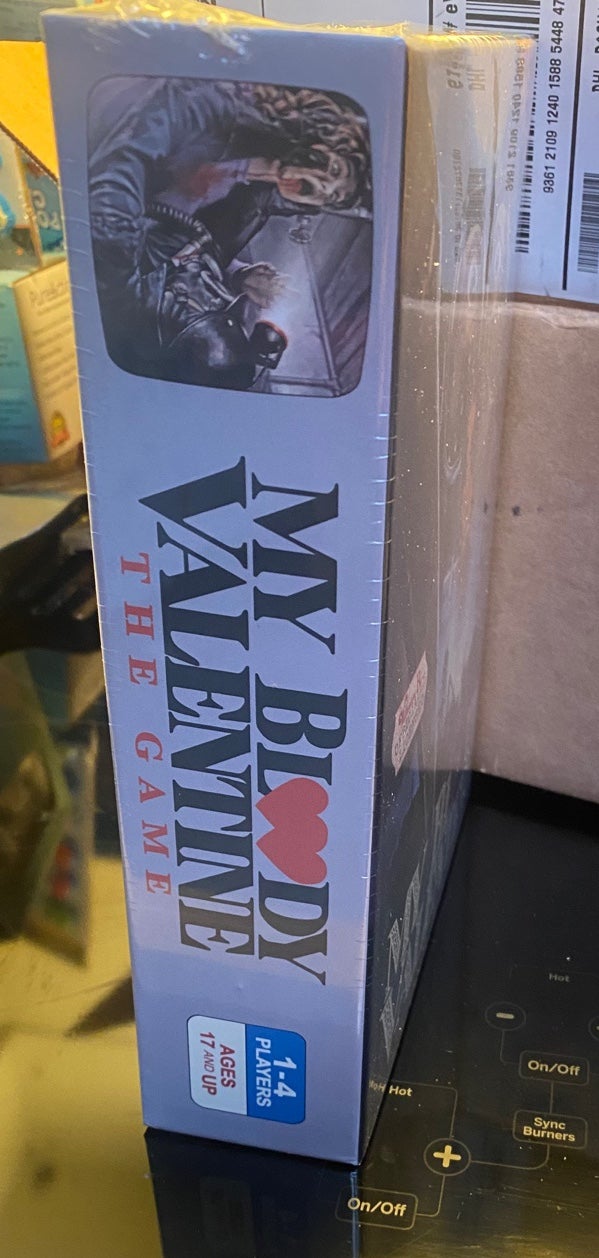 MY BLOODY
VALENTINE
THE GAME
1-4
PLAYERS
AGES
17 AND UP
9361 2109 1240 1588 5448 47
Hot
On/Off
Sync
Burners
Hot
On/Off